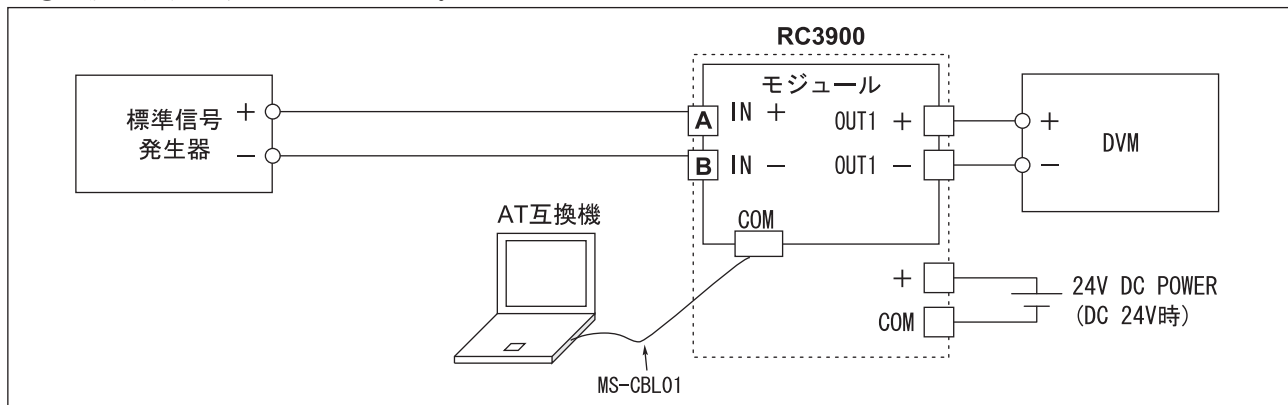 RC3900
モジュール
標準信号
発生器
+
−
A
IN +
OUT1 +
+
B
IN −
OUT1 −
−
DVM
AT互換機
COM
+
COM
24V DC POWER
(DC 24V時)
MS-CBL01